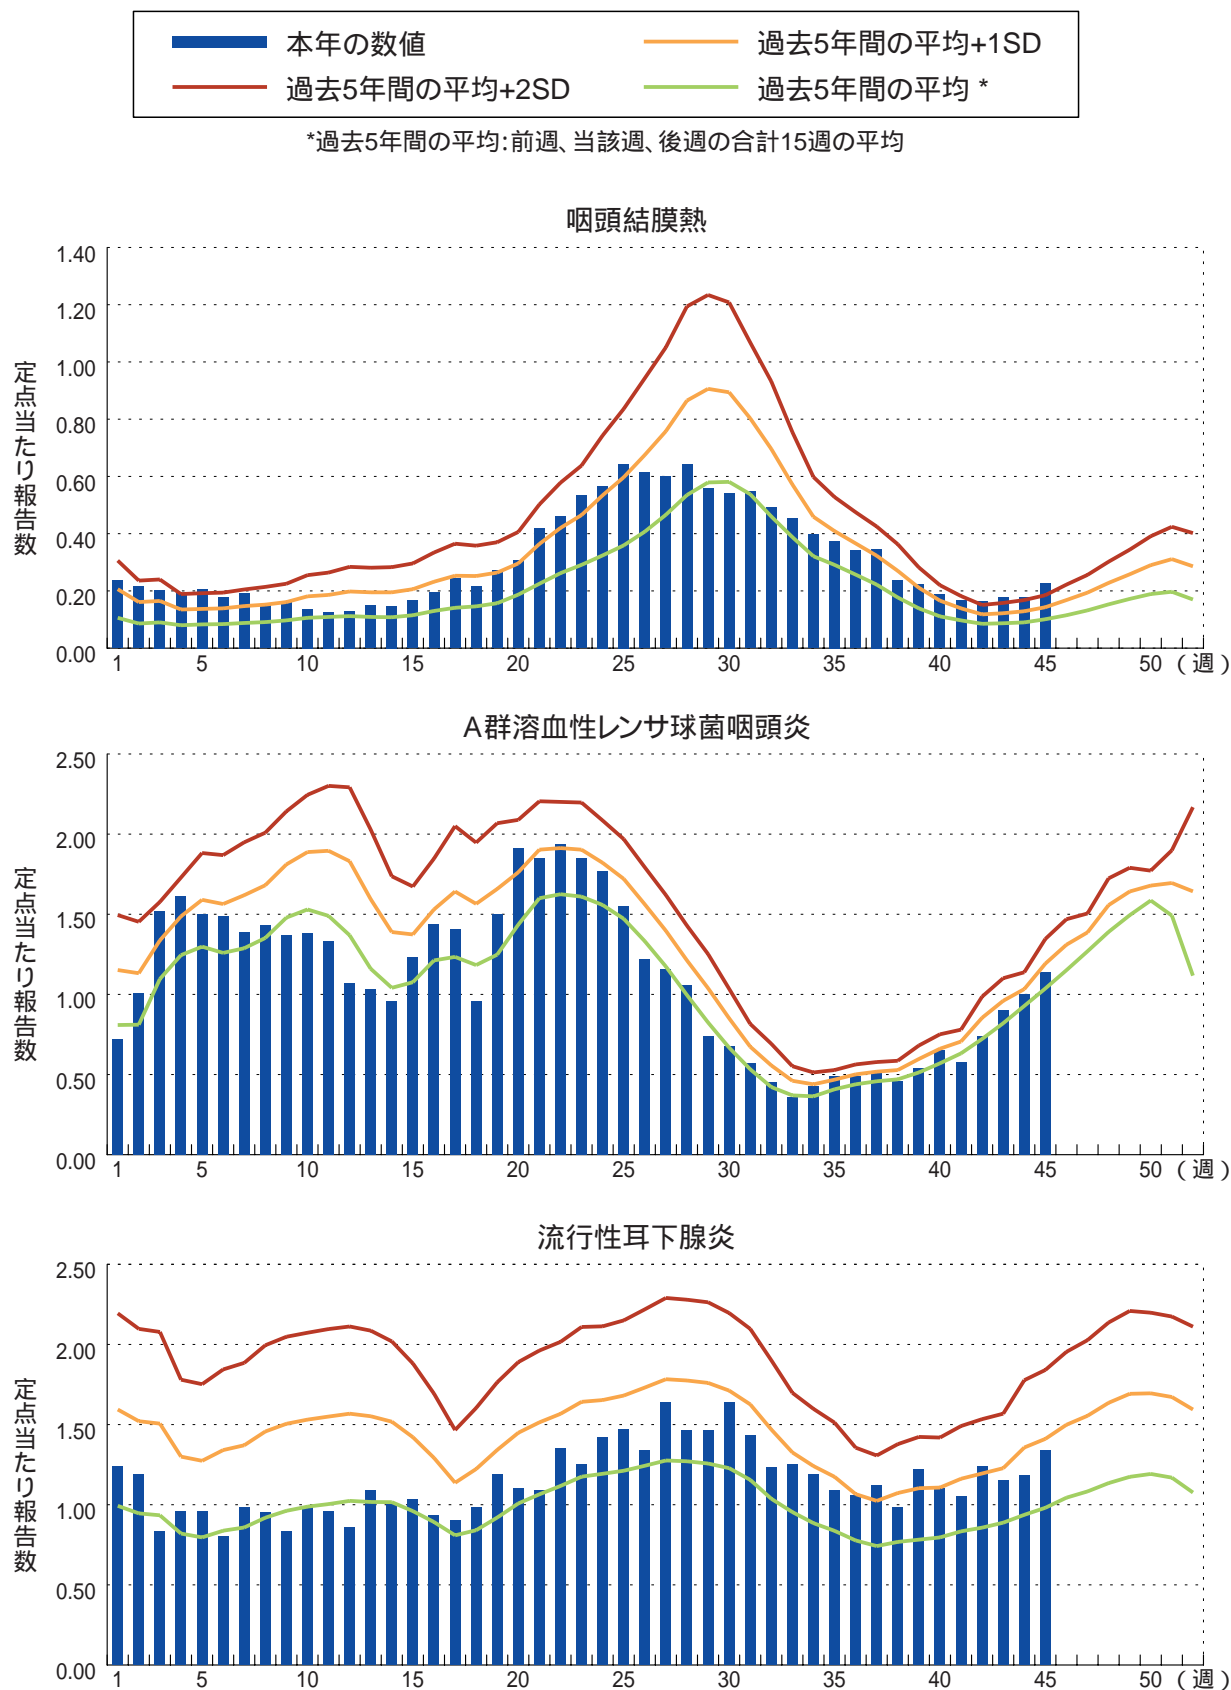 本年の数値
過去5年間の平均+1SD
過去5年間の平均+2SD
過去5年間の平均 *
*過去5年間の平均:前週、当該週、後週の合計15週の平均
咽頭結膜熱
定点当たり報告数
1.40
1.20
1.00
0.80
0.60
0.40
0.20
0.00
1 5 10 15 20 25 30 35 40 45 50 (週)
A群溶血性レンサ球菌咽頭炎
定点当たり報告数
2.50
2.00
1.50
1.00
0.50
0.00
1 5 10 15 20 25 30 35 40 45 50 (週)
流行性耳下腺炎
定点当たり報告数
2.50
2.00
1.50
1.00
0.50
0.00
1 5 10 15 20 25 30 35 40 45 50 (週)